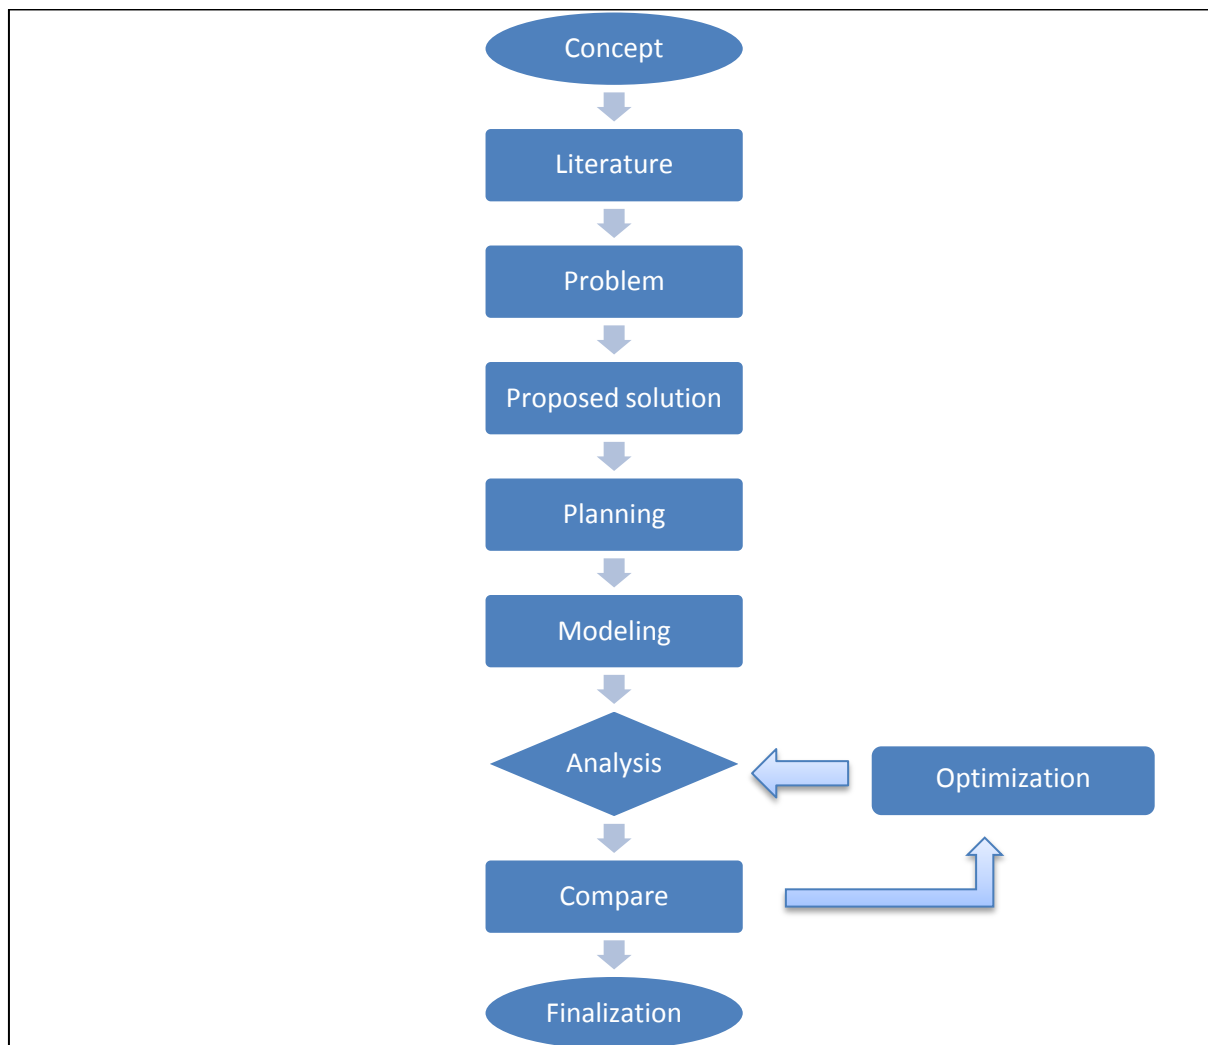 Concept
Literature
Problem
Proposed solution
Planning
Modeling
Analysis
Optimization
Compare
Finalization